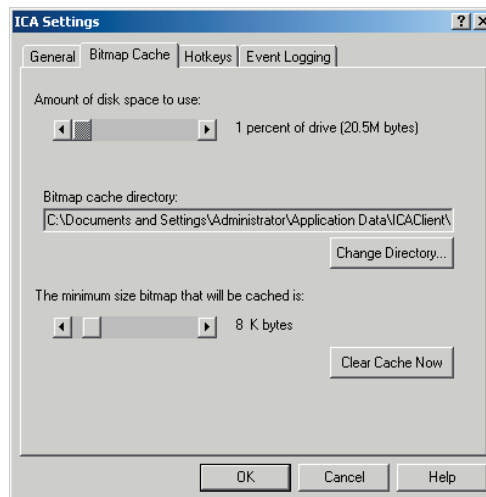 ICA Settings
General Bitmap Cache Hotkeys Event Logging
Amount of disk space to use:
1 percent of drive (20.5M bytes)
Bitmap cache directory:
C:\Documents and Settings\Administrator\Application Data\ICAClient\
Change Directory...
The minimum size bitmap that will be cached is:
8 K bytes
Clear Cache Now
OK Cancel Help